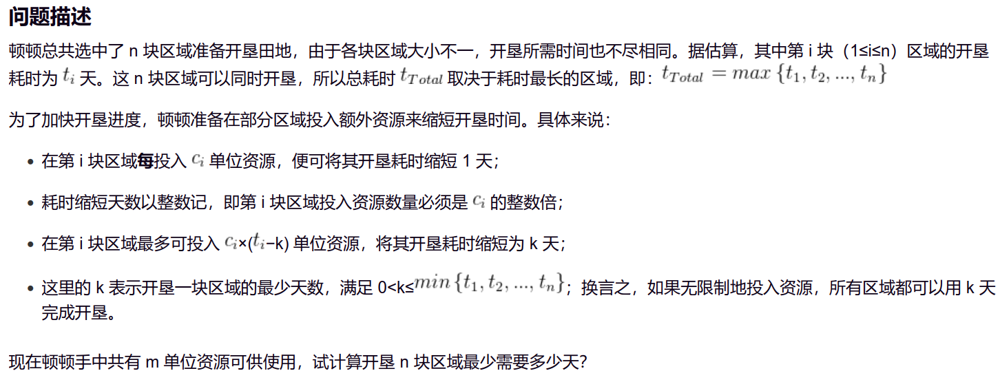 问题描述
顿顿总共选中了 n 块区域准备开垦田地，由于各块区域大小不一，开垦所需时间也不尽相同。据估算，其中第 i 块（1≤i≤n）区域的开垦
耗时为 t_i 天。这 n 块区域可以同时开垦，所以总耗时 t_{Total} 取决于耗时最长的区域，即：t_{Total} = max {t_1, t_2, ..., t_n}
为了加快开垦进度，顿顿准备在部分区域投入额外资源来缩短开垦时间。具体来说：
• 在第 i 块区域每投入 c_i 单位资源，便可将其开垦耗时缩短 1 天；
• 耗时缩短天数以整数记，即第 i 块区域投入资源数量必须是 c_i 的整数倍；
• 在第 i 块区域最多可投入 c_i×(t_i−k) 单位资源，将其开垦耗时缩短为 k 天；
• 这里的 k 表示开垦一块区域的最少天数，满足 0<k≤min {t_1, t_2, ..., t_n}；换言之，如果无限制地投入资源，所有区域都可以用 k 天
完成开垦。
现在顿顿手中共有 m 单位资源可供使用，试计算开垦 n 块区域最少需要多少天？